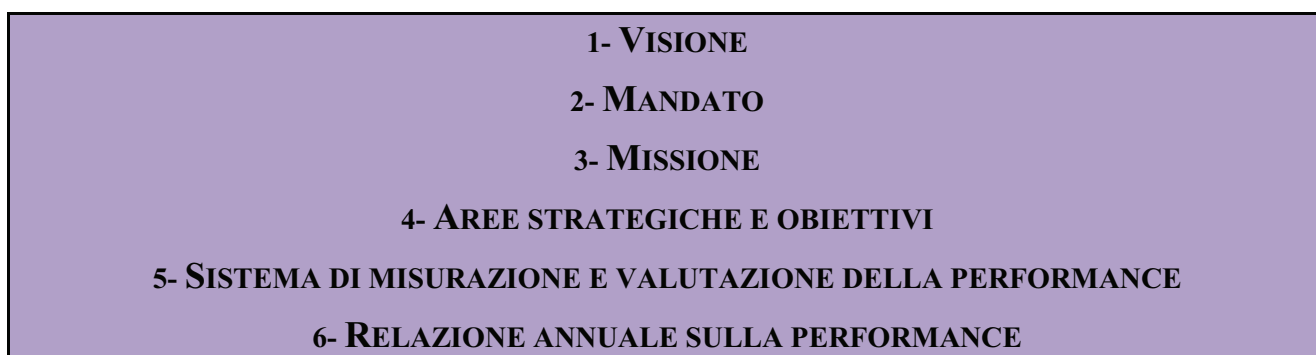 1- VISIONE
2- MANDATO
3- MISSIONE
4- AREE STRATEGICHE E OBIETTIVI
5- SISTEMA DI MISURAZIONE E VALUTAZIONE DELLA PERFORMANCE
6- RELAZIONE ANNUALE SULLA PERFORMANCE